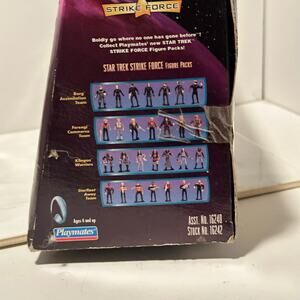 STRIKE FORCE
Boldly go where no one has gone before™!
Collect Playmates' new STAR TREK®
STRIKE FORCE Figure Packs!
STAR TREK STRIKE FORCE FIGURE PACKS
Borg
Assimilation
Team
Ferengi
Commerce
Team
Klingon
Warriors
Starfleet
Away
Team
Ages 4 and up
Playmates®
ASST. NO. 16240
STOCK NO. 16242